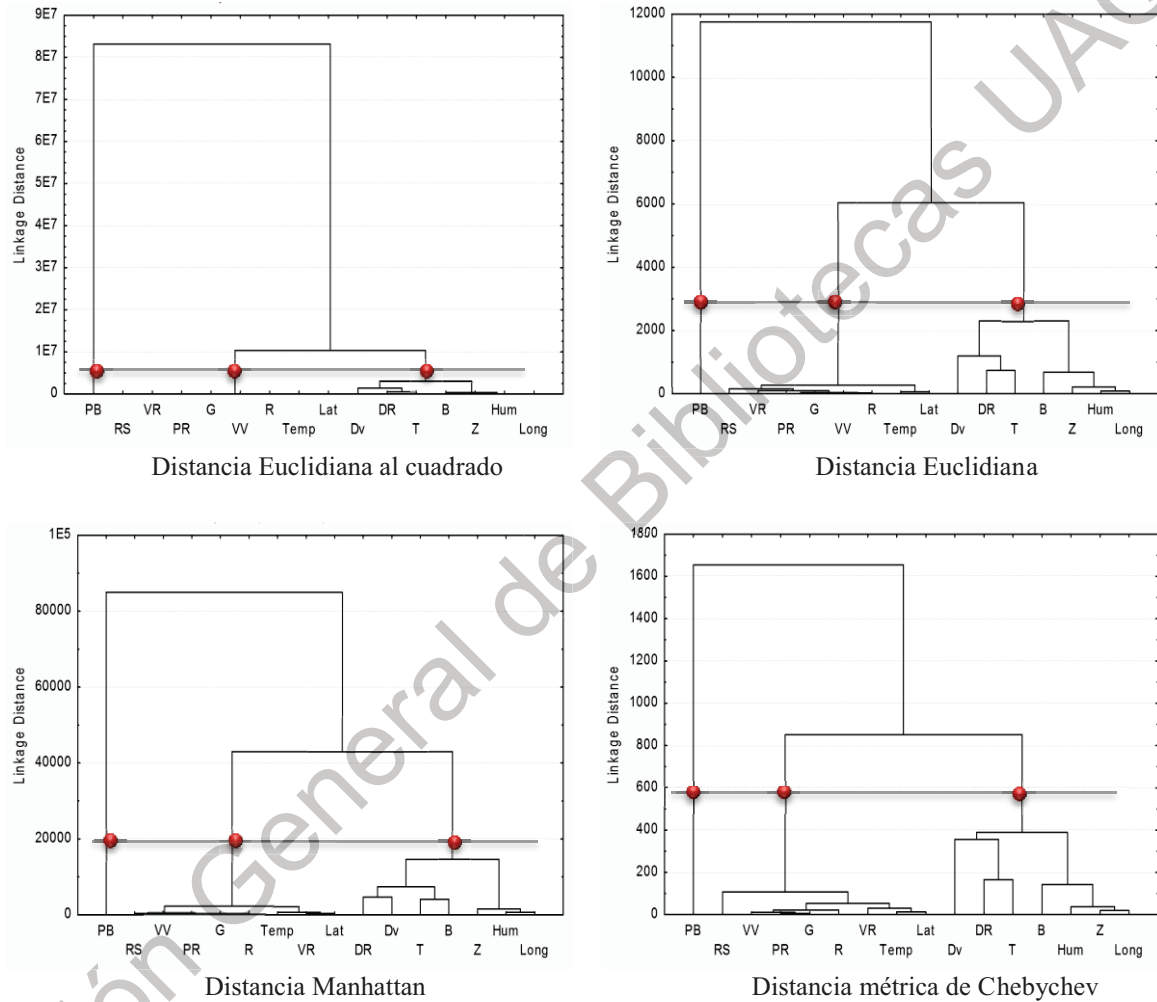 9E7
8E7
7E7
6E7
5E7
4E7
3E7
2E7
1E7
0
Linkage Distance
PB VR G R Lat DR B Hum
RS PR VV Temp Dv T Z Long
Distancia Euclidiana al cuadrado
12000
10000
8000
6000
4000
2000
0
Linkage Distance
PB VR G R Lat DR B Hum
RS PR VV Temp Dv T Z Long
Distancia Euclidiana
1E5
80000
60000
40000
20000
0
Linkage Distance
PB VV G Temp Lat Dv B Hum
RS PR R VR DR T Z Long
Distancia Manhattan
1800
1600
1400
1200
1000
800
600
400
200
0
Linkage Distance
PB VV G VR Lat DR B Z
RS PR R Temp Dv T Hum Long
Distancia métrica de Chebychev
ión General de Bibliotecas UAQ